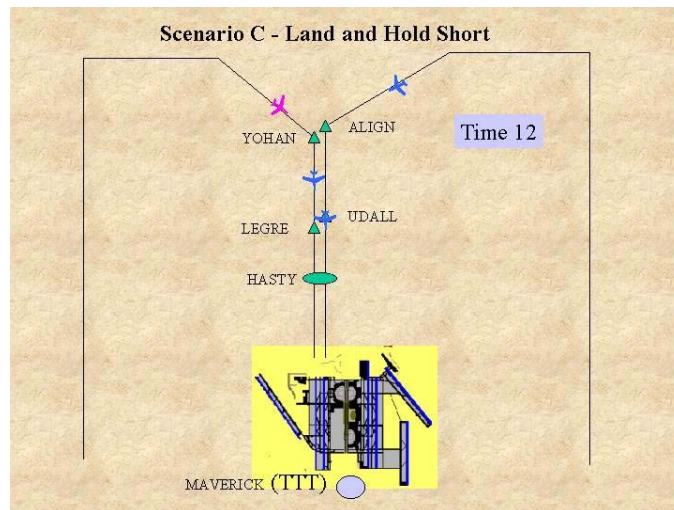 Scenario C - Land and Hold Short
ALIGN
Time 12
YOHAN
UDALL
LEGRE
HASTY
MAVERICK (TTT)